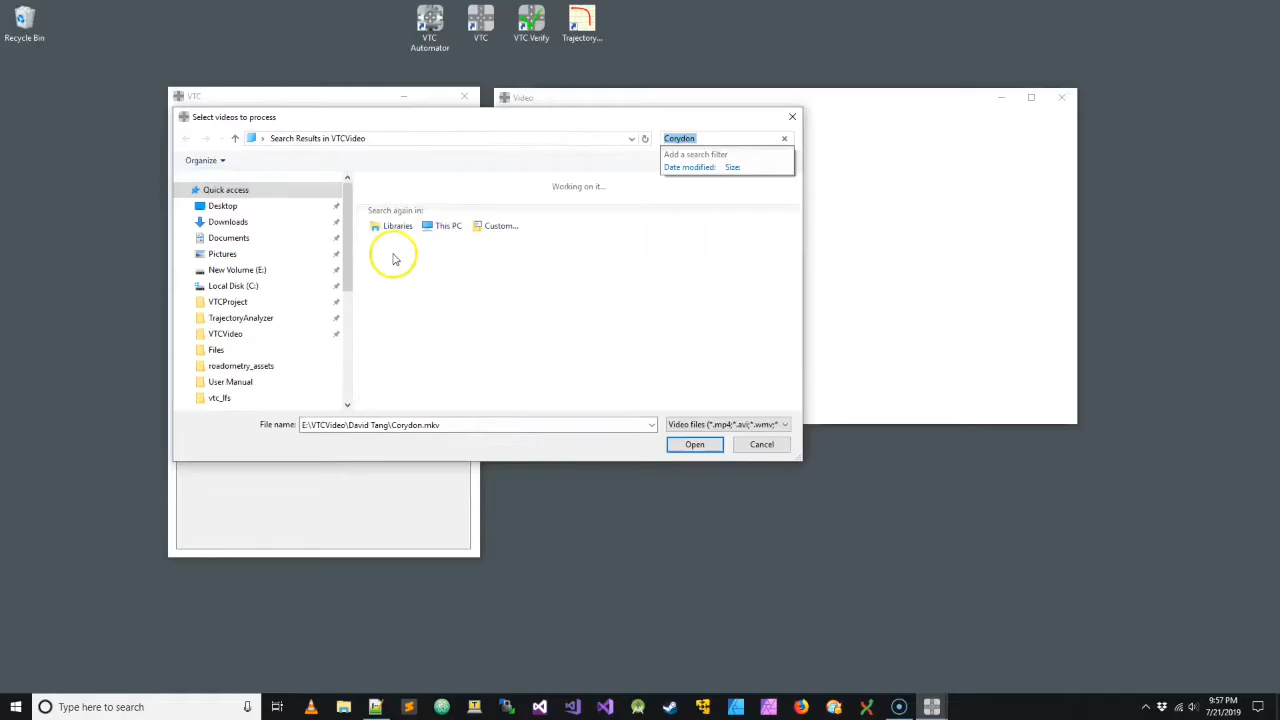 Recycle Bin
VTC
Automator
VTC
VTC Verify
Trajectory...
VTC
Video
Select videos to process
Search Results in VTCVideo
Corydon
Add a search filter
Date modified:
Size:
Organize
Working on it...
Search again in:
Libraries
This PC
Custom...
Quick access
Desktop
Downloads
Documents
Pictures
New Volume (E:)
Local Disk (C:)
VTCProject
TrajectoryAnalyzer
VTCVideo
Files
roadometry_assets
User Manual
vtc_lfs
File name:
E:\VTCVideo\David Tang\Corydon.mkv
Video files (*.mp4;*.avi;*.wmv;*
Open
Cancel
Type here to search
9:57 PM
7/21/2019